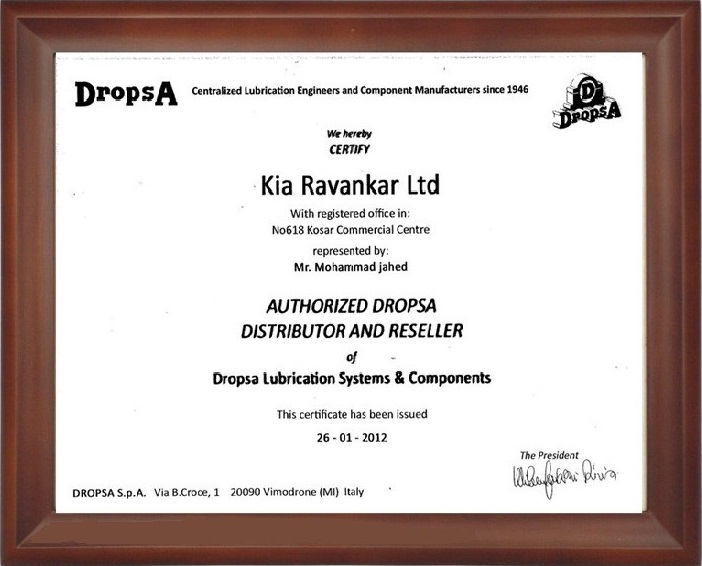 DropsA
Centralized Lubrication Engineers and Component Manufacturers since 1946
D
DropsA
We hereby
CERTIFY
Kia Ravankar Ltd
With registered office in:
No618 Kosar Commercial Centre
represented by:
Mr. Mohammad jahed
AUTHORIZED DROPSA
DISTRIBUTOR AND RESELLER
of
Dropsa Lubrication Systems & Components
This certificate has been issued
26 - 01 - 2012
The President
DROPSA S.p.A. Via B.Croce, 1 20090 Vimodrone (MI) Italy